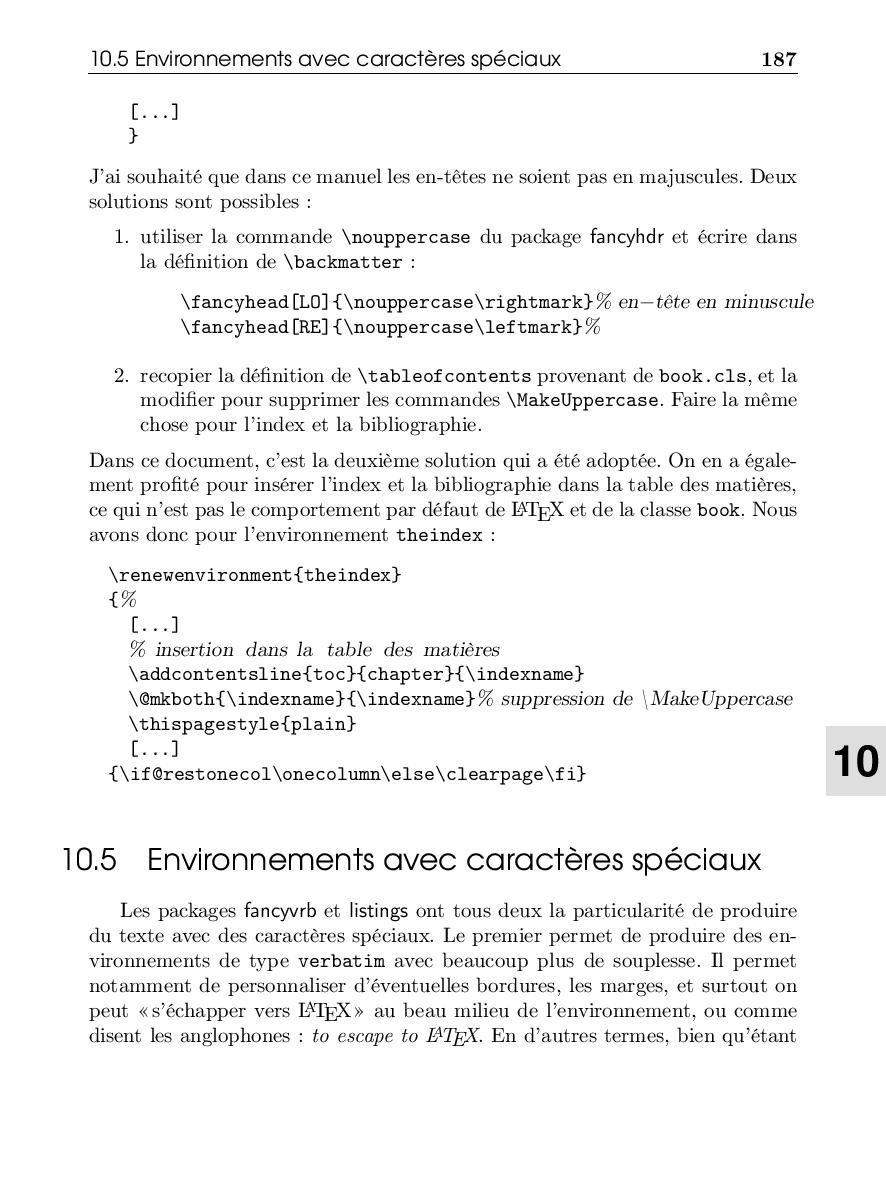 10.5 Environnements avec caractères spéciaux 187
[...]
}
J'ai souhaité que dans ce manuel les en-têtes ne soient pas en majuscules. Deux
solutions sont possibles :
1. utiliser la commande \nouppercase du package fancyhdr et écrire dans
la définition de \backmatter :
\fancyhead[LO]{\nouppercase\rightmark}% en−tête en minuscule
\fancyhead[RE]{\nouppercase\leftmark}%
2. recopier la définition de \tableofcontents provenant de book.cls, et la
modifier pour supprimer les commandes \MakeUppercase. Faire la même
chose pour l'index et la bibliographie.
Dans ce document, c'est la deuxième solution qui a été adoptée. On en a égale-
ment profité pour insérer l'index et la bibliographie dans la table des matières,
ce qui n'est pas le comportement par défaut de LATEX et de la classe book. Nous
avons donc pour l'environnement theindex :
\renewenvironment{theindex}
{%
[...]
% insertion dans la table des matières
\addcontentsline{toc}{chapter}{\indexname}
\@mkboth{\indexname}{\indexname}% suppression de \MakeUppercase
\thispagestyle{plain}
[...]
{\if@restonecol\onecolumn\else\clearpage\fi}
10
10.5 Environnements avec caractères spéciaux
Les packages fancyvrb et listings ont tous deux la particularité de produire
du texte avec des caractères spéciaux. Le premier permet de produire des en-
vironnements de type verbatim avec beaucoup plus de souplesse. Il permet
notamment de personnaliser d'éventuelles bordures, les marges, et surtout on
peut « s'échapper vers LATEX » au beau milieu de l'environnement, ou comme
disent les anglophones : to escape to LATEX. En d'autres termes, bien qu'étant